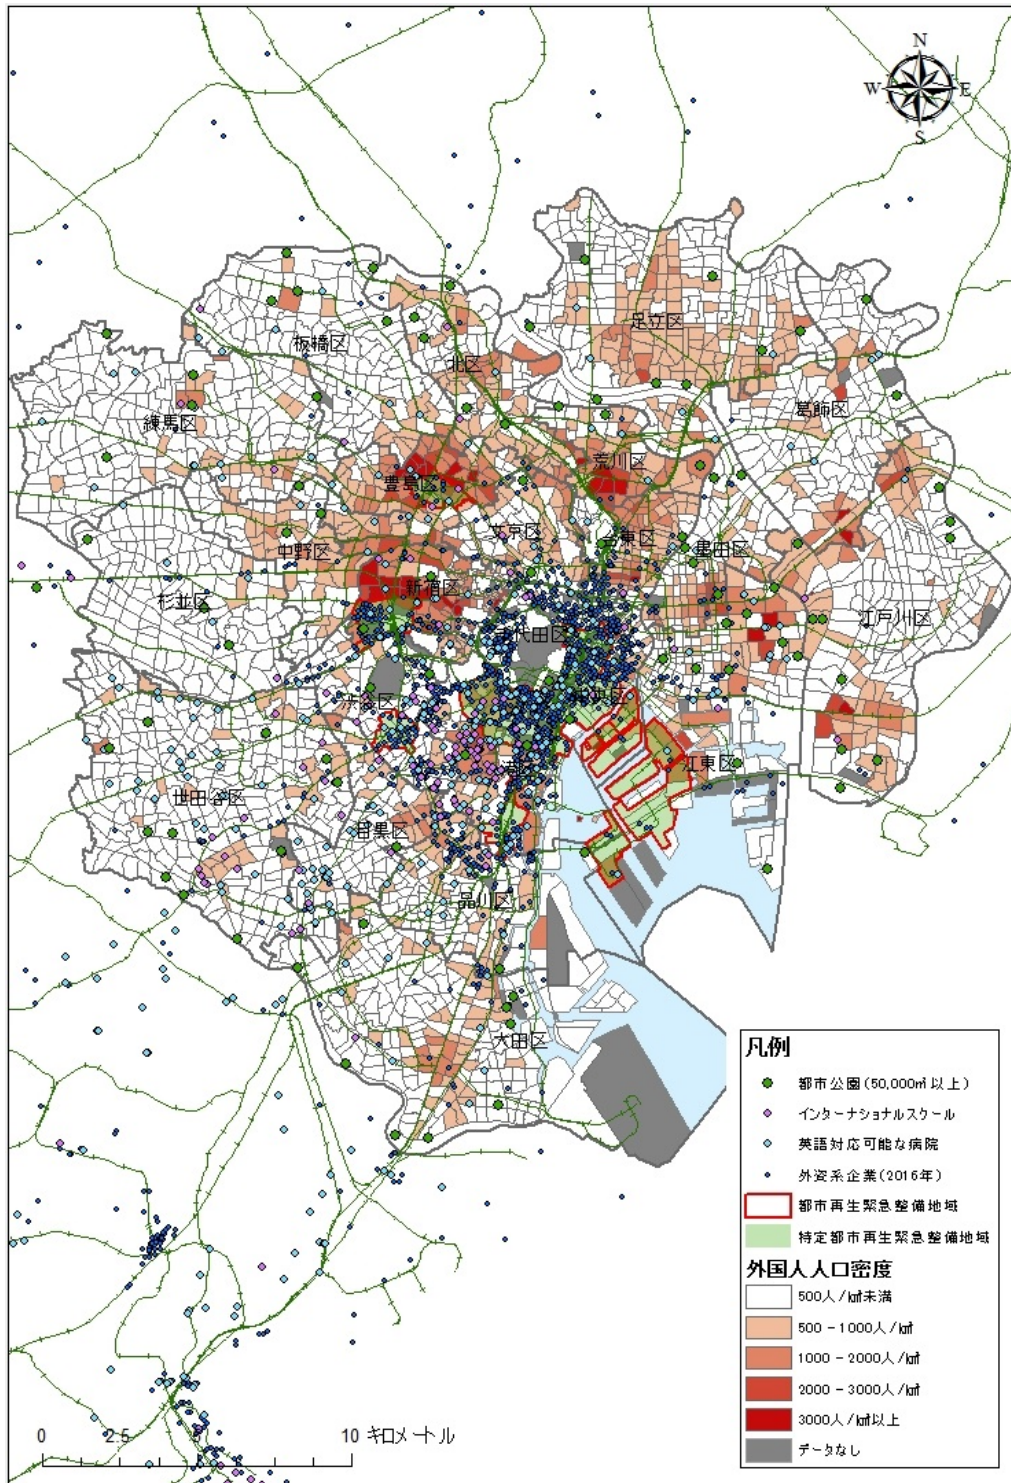 N
W
E
S
足立区
板橋区
北区
葛飾区
練馬区
荒川区
豊島区
文京区
台東区
墨田区
中野区
新宿区
杉並区
江戸川区
千代田区
中央区
渋谷区
江東区
港区
世田谷区
目黒区
品川区
大田区
凡例
都市公園(50,000㎡以上)
インターナショナルスクール
英語対応可能な病院
外資系企業(2016年)
都市再生緊急整備地域
特定都市再生緊急整備地域
外国人人口密度
500人/k㎡未満
500 - 1000人/k㎡
1000 - 2000人/k㎡
2000 - 3000人/k㎡
3000人/k㎡以上
データなし
0 2.5 5 10 キロメートル